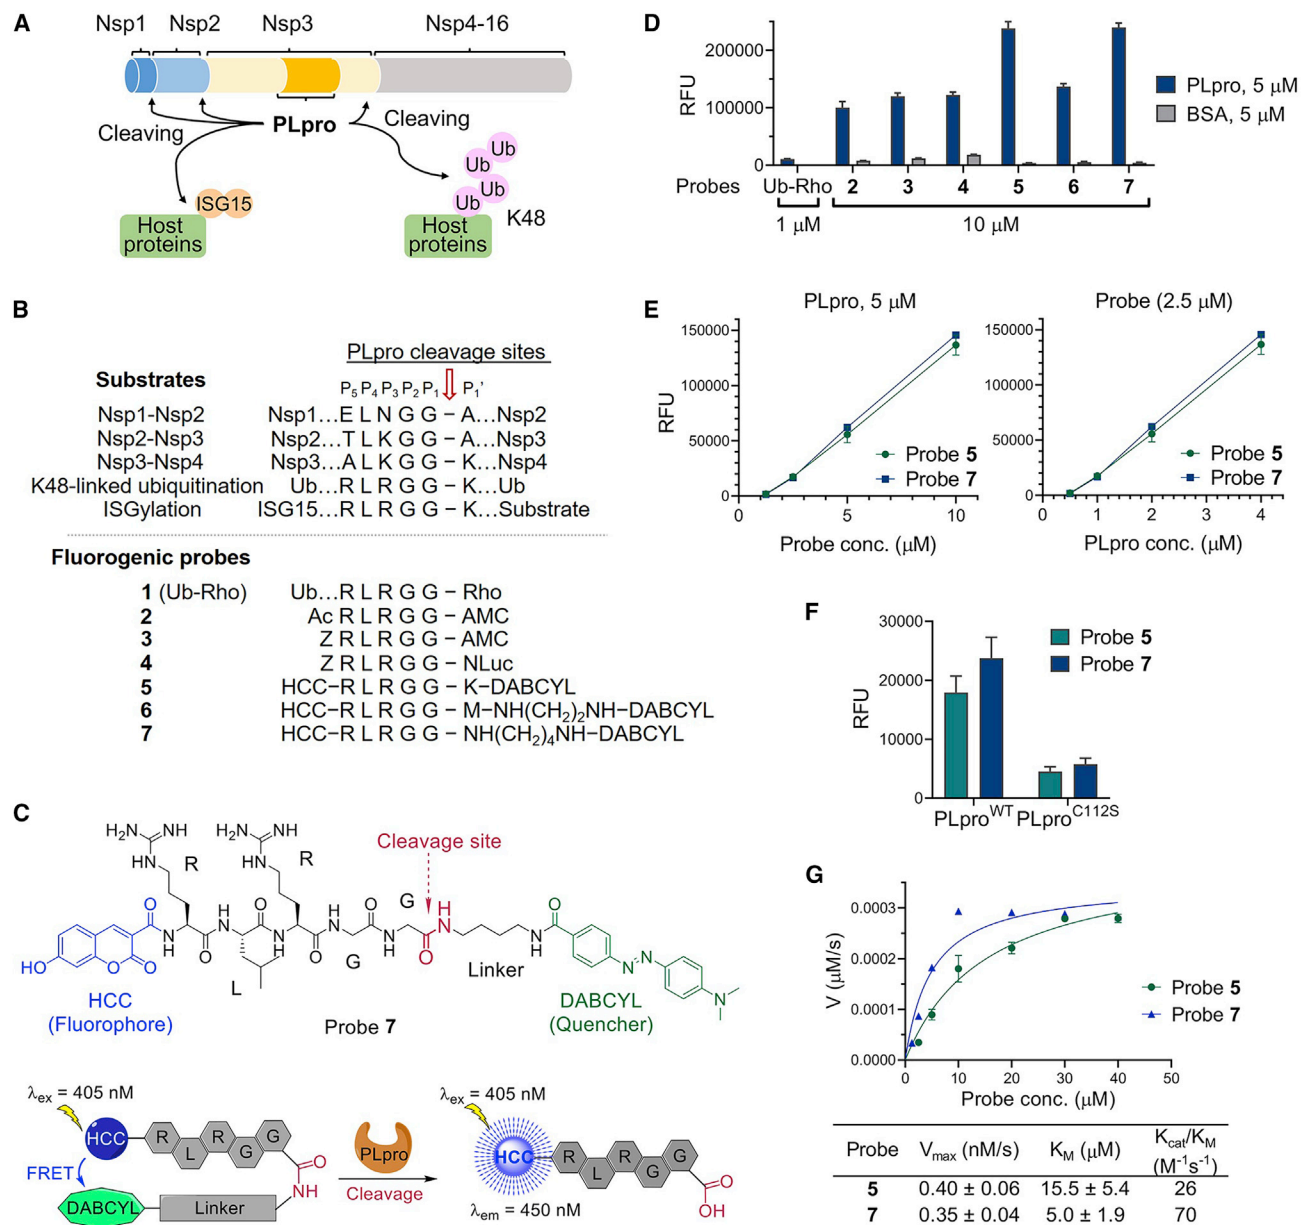 A
Nsp1
Nsp2
Nsp3
Nsp4-16
Cleaving
PLpro
Cleaving
ISG15
Host
proteins
Ub
Ub
Ub
Ub
K48
Host
proteins
B
PLpro cleavage sites
Substrates
P5 P4 P3 P2 P1 P1'
Nsp1-Nsp2 Nsp1…E L N G G – A…Nsp2
Nsp2-Nsp3 Nsp2…T L K G G – A…Nsp3
Nsp3-Nsp4 Nsp3…A L K G G – K…Nsp4
K48-linked ubiquitination Ub…R L R G G – K…Ub
ISGylation ISG15…R L R G G – K…Substrate
Fluorogenic probes
1 (Ub-Rho) Ub…R L R G G – Rho
2 Ac R L R G G – AMC
3 Z R L R G G – AMC
4 Z R L R G G – NLuc
5 HCC–R L R G G – K–DABCYL
6 HCC–R L R G G – M–NH(CH2)2NH–DABCYL
7 HCC–R L R G G – NH(CH2)4NH–DABCYL
C
H2N NH
HN
R
H2N NH
HN
R
Cleavage site
G
O O O H N O H N O H N O
HO O O N H O N H O N H O G O N H
L
Linker
N N
N
HCC
(Fluorophore)
Probe 7
DABCYL
(Quencher)
λex = 405 nM
HCC
R L R G G
FRET
O
NH
DABCYL
Linker
PLpro
Cleavage
λex = 405 nM
HCC
R L R G G
O
OH
λem = 450 nM
D
RFU
200000
100000
0
PLpro, 5 μM
BSA, 5 μM
Probes Ub-Rho 2 3 4 5 6 7
1 μM 10 μM
E
PLpro, 5 μM
RFU
150000
100000
50000
0
0 5 10
Probe 5
Probe 7
Probe conc. (μM)
Probe (2.5 μM)
150000
100000
50000
0
0 1 2 3 4
Probe 5
Probe 7
PLpro conc. (μM)
F
RFU
30000
20000
10000
0
Probe 5
Probe 7
PLproWT PLproC112S
G
V (μM/s)
0.0003
0.0002
0.0001
0.0000
0 10 20 30 40 50
Probe 5
Probe 7
Probe conc. (μM)
Probe Vmax (nM/s) KM (μM) Kcat/KM (M-1s-1)
5 0.40 ± 0.06 15.5 ± 5.4 26
7 0.35 ± 0.04 5.0 ± 1.9 70